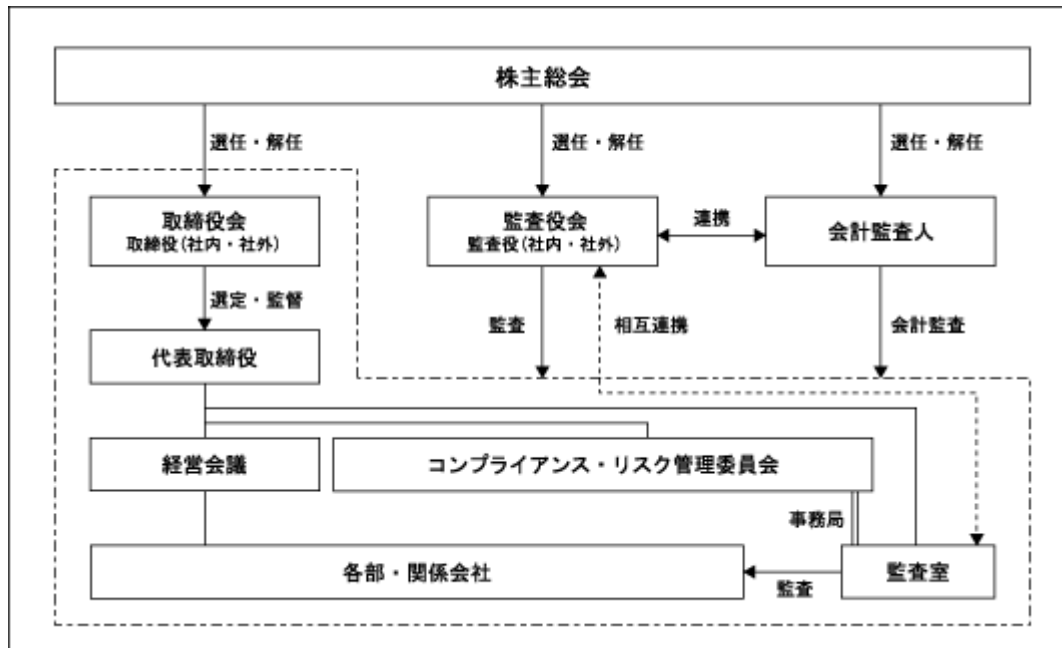 株主総会
選任・解任
選任・解任
選任・解任
取締役会
取締役(社内・社外)
監査役会
監査役(社内・社外)
連携
会計監査人
選定・監督
監査
相互連携
会計監査
代表取締役
経営会議
コンプライアンス・リスク管理委員会
事務局
各部・関係会社
監査
監査室